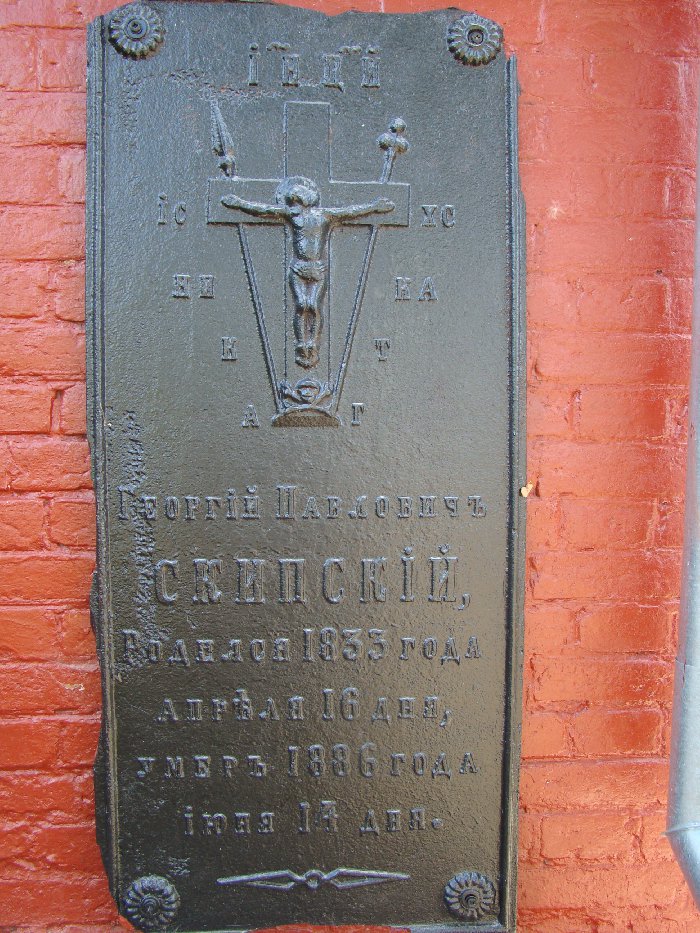 ІНЦЙ
ІС ХС
НИ КА
К Т
А Г
Георгій Павловичъ
СКИПСКІЙ,
Родился 1833 года
апрѣля 16 дня,
умеръ 1886 года
іюня 14 дня.